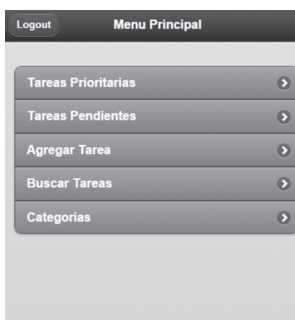 Logout Menu Principal
Tareas Prioritarias
Tareas Pendientes
Agregar Tarea
Buscar Tareas
Categorias